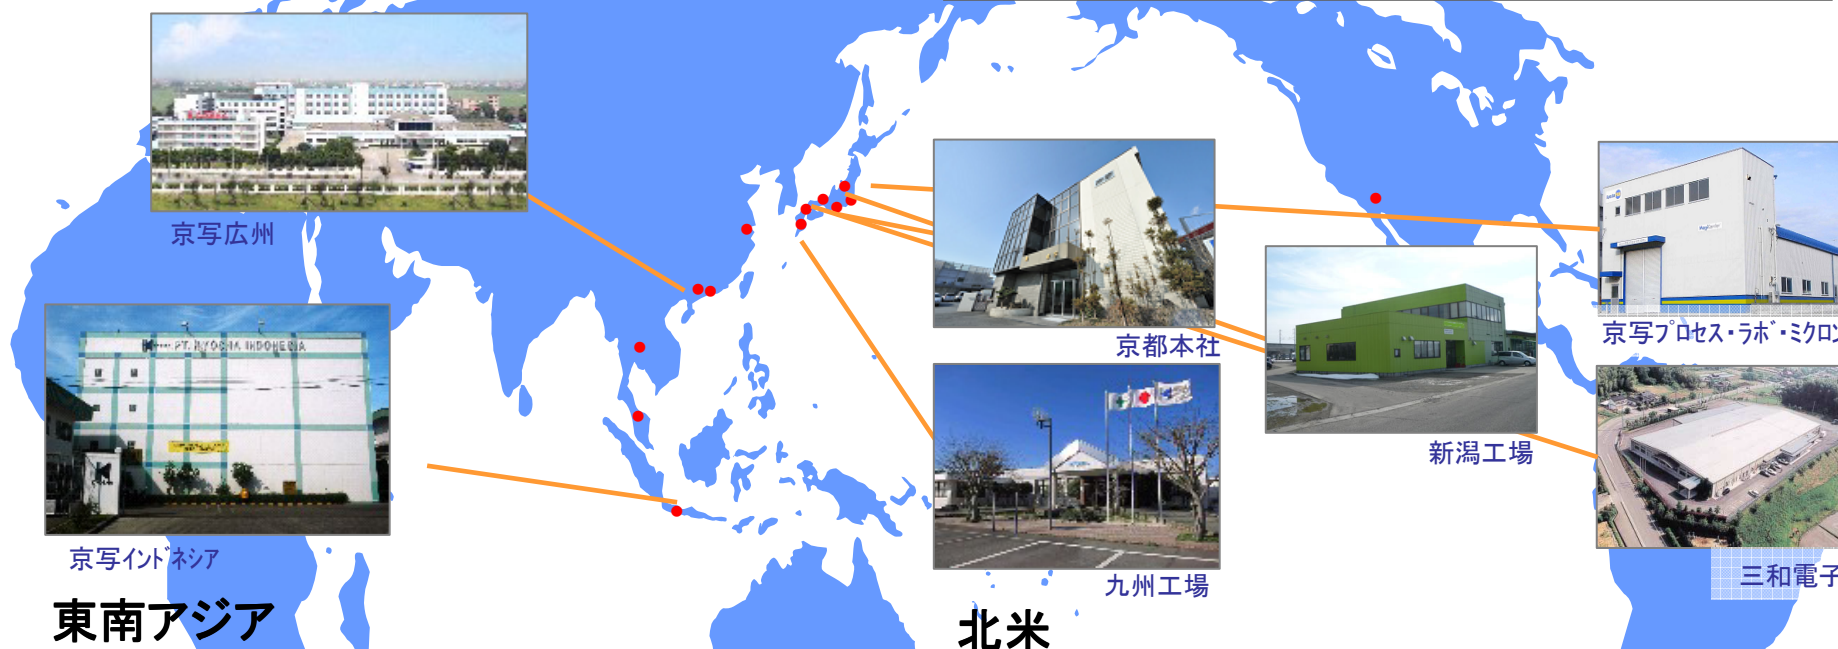 京写広州
PT. KYOCHA INDONESIA
京写インドネシア
東南アジア
京都本社
九州工場
北米
新潟工場
京写プロセス・ラボ・ミクロン
三和電子